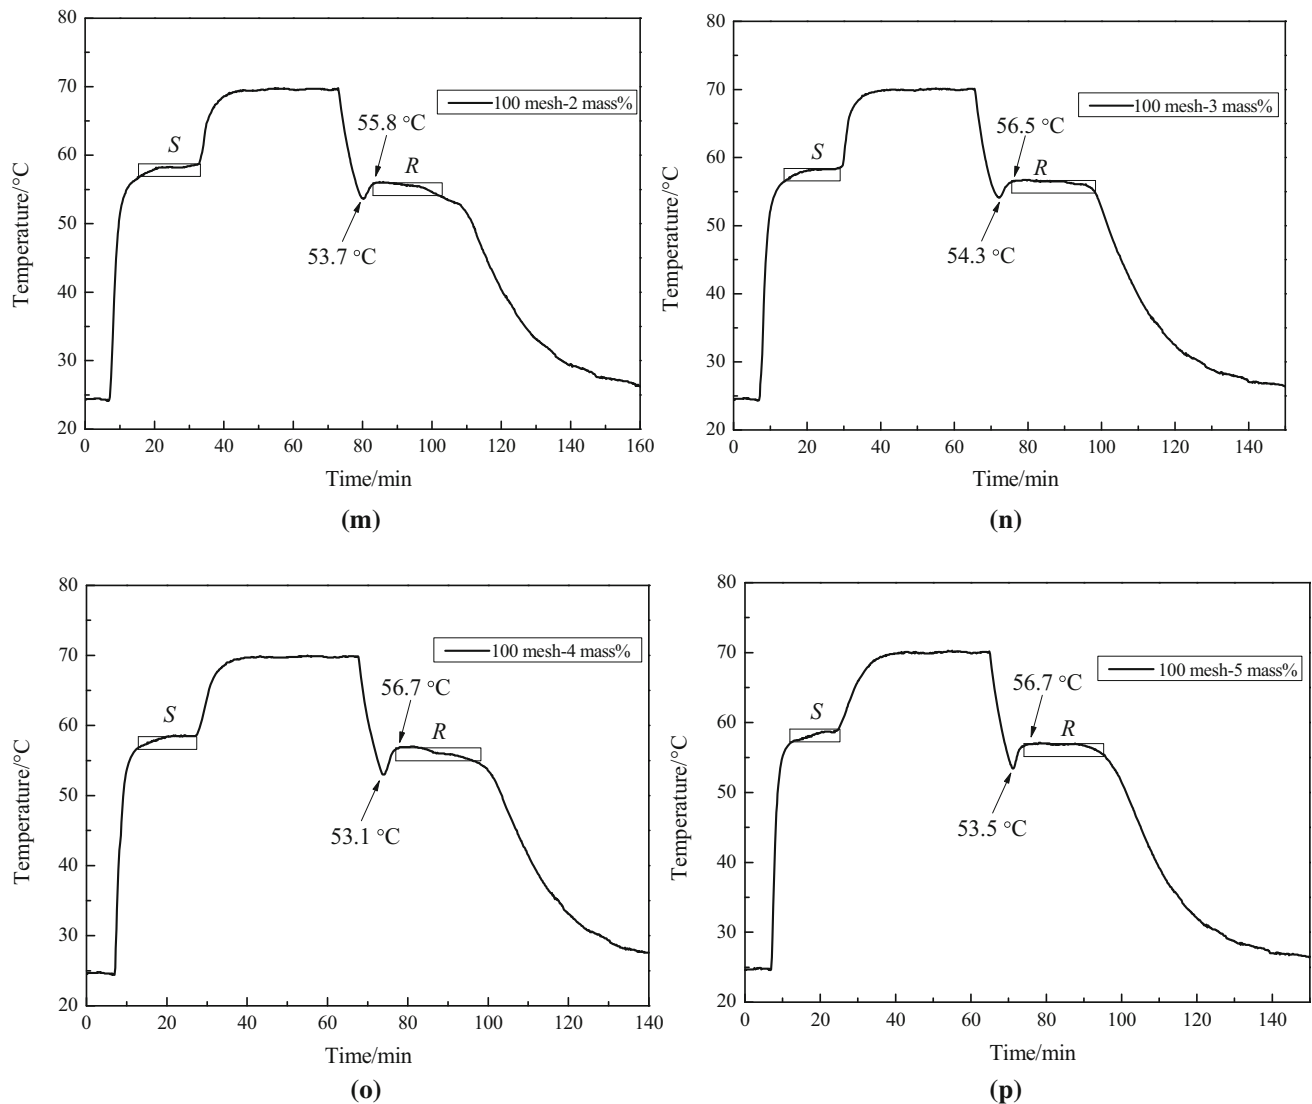 80
70
60
50
40
30
20
0 20 40 60 80 100 120 140 160
Temperature/°C
Time/min
100 mesh-2 mass%
S
R
55.8 °C
53.7 °C
(m)
80
70
60
50
40
30
20
0 20 40 60 80 100 120 140
Temperature/°C
Time/min
100 mesh-3 mass%
S
R
56.5 °C
54.3 °C
(n)
80
70
60
50
40
30
20
0 20 40 60 80 100 120 140
Temperature/°C
Time/min
100 mesh-4 mass%
S
R
56.7 °C
53.1 °C
(o)
80
70
60
50
40
30
20
0 20 40 60 80 100 120 140
Temperature/°C
Time/min
100 mesh-5 mass%
S
R
56.7 °C
53.5 °C
(p)